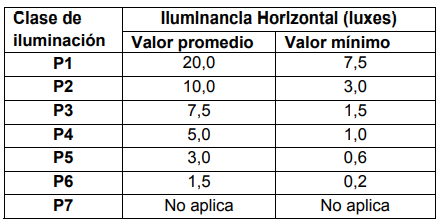 Clase de iluminación Iluminancia Horizontal (luxes)
Valor promedio Valor mínimo
P1 20,0 7,5
P2 10,0 3,0
P3 7,5 1,5
P4 5,0 1,0
P5 3,0 0,6
P6 1,5 0,2
P7 No aplica No aplica